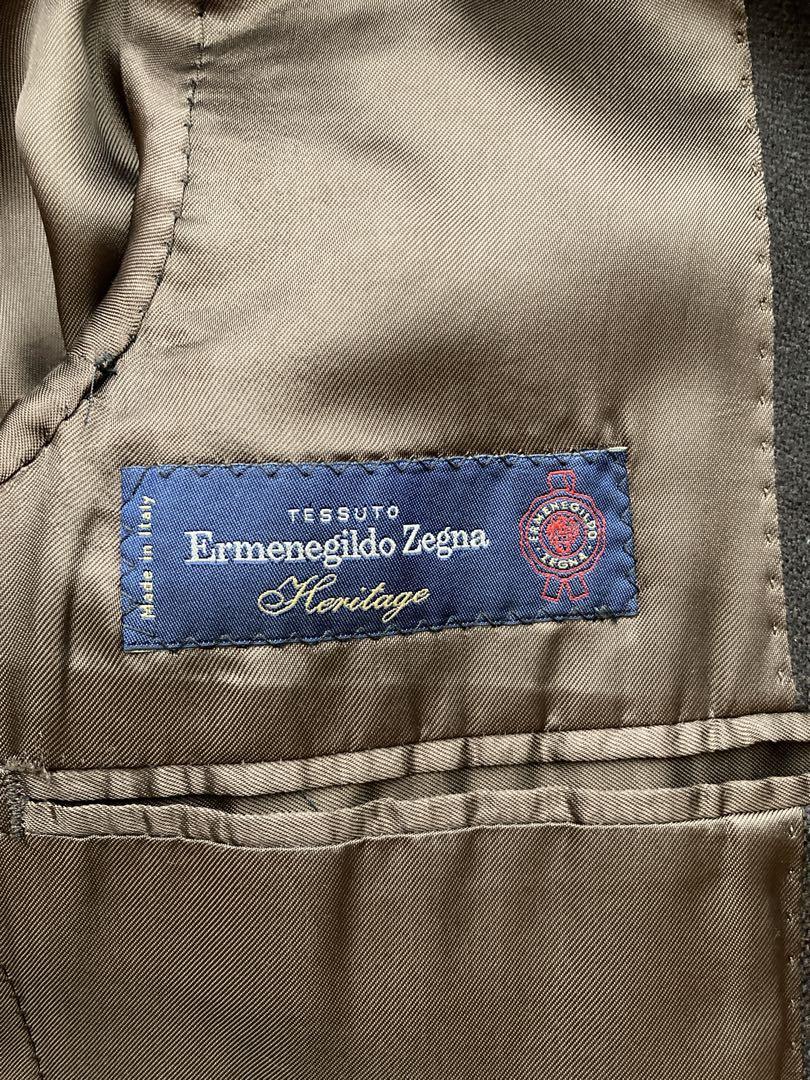 TESSUTO
Ermenegildo Zegna
Heritage
Made in Italy
ERMENEGILDO
ZEGNA